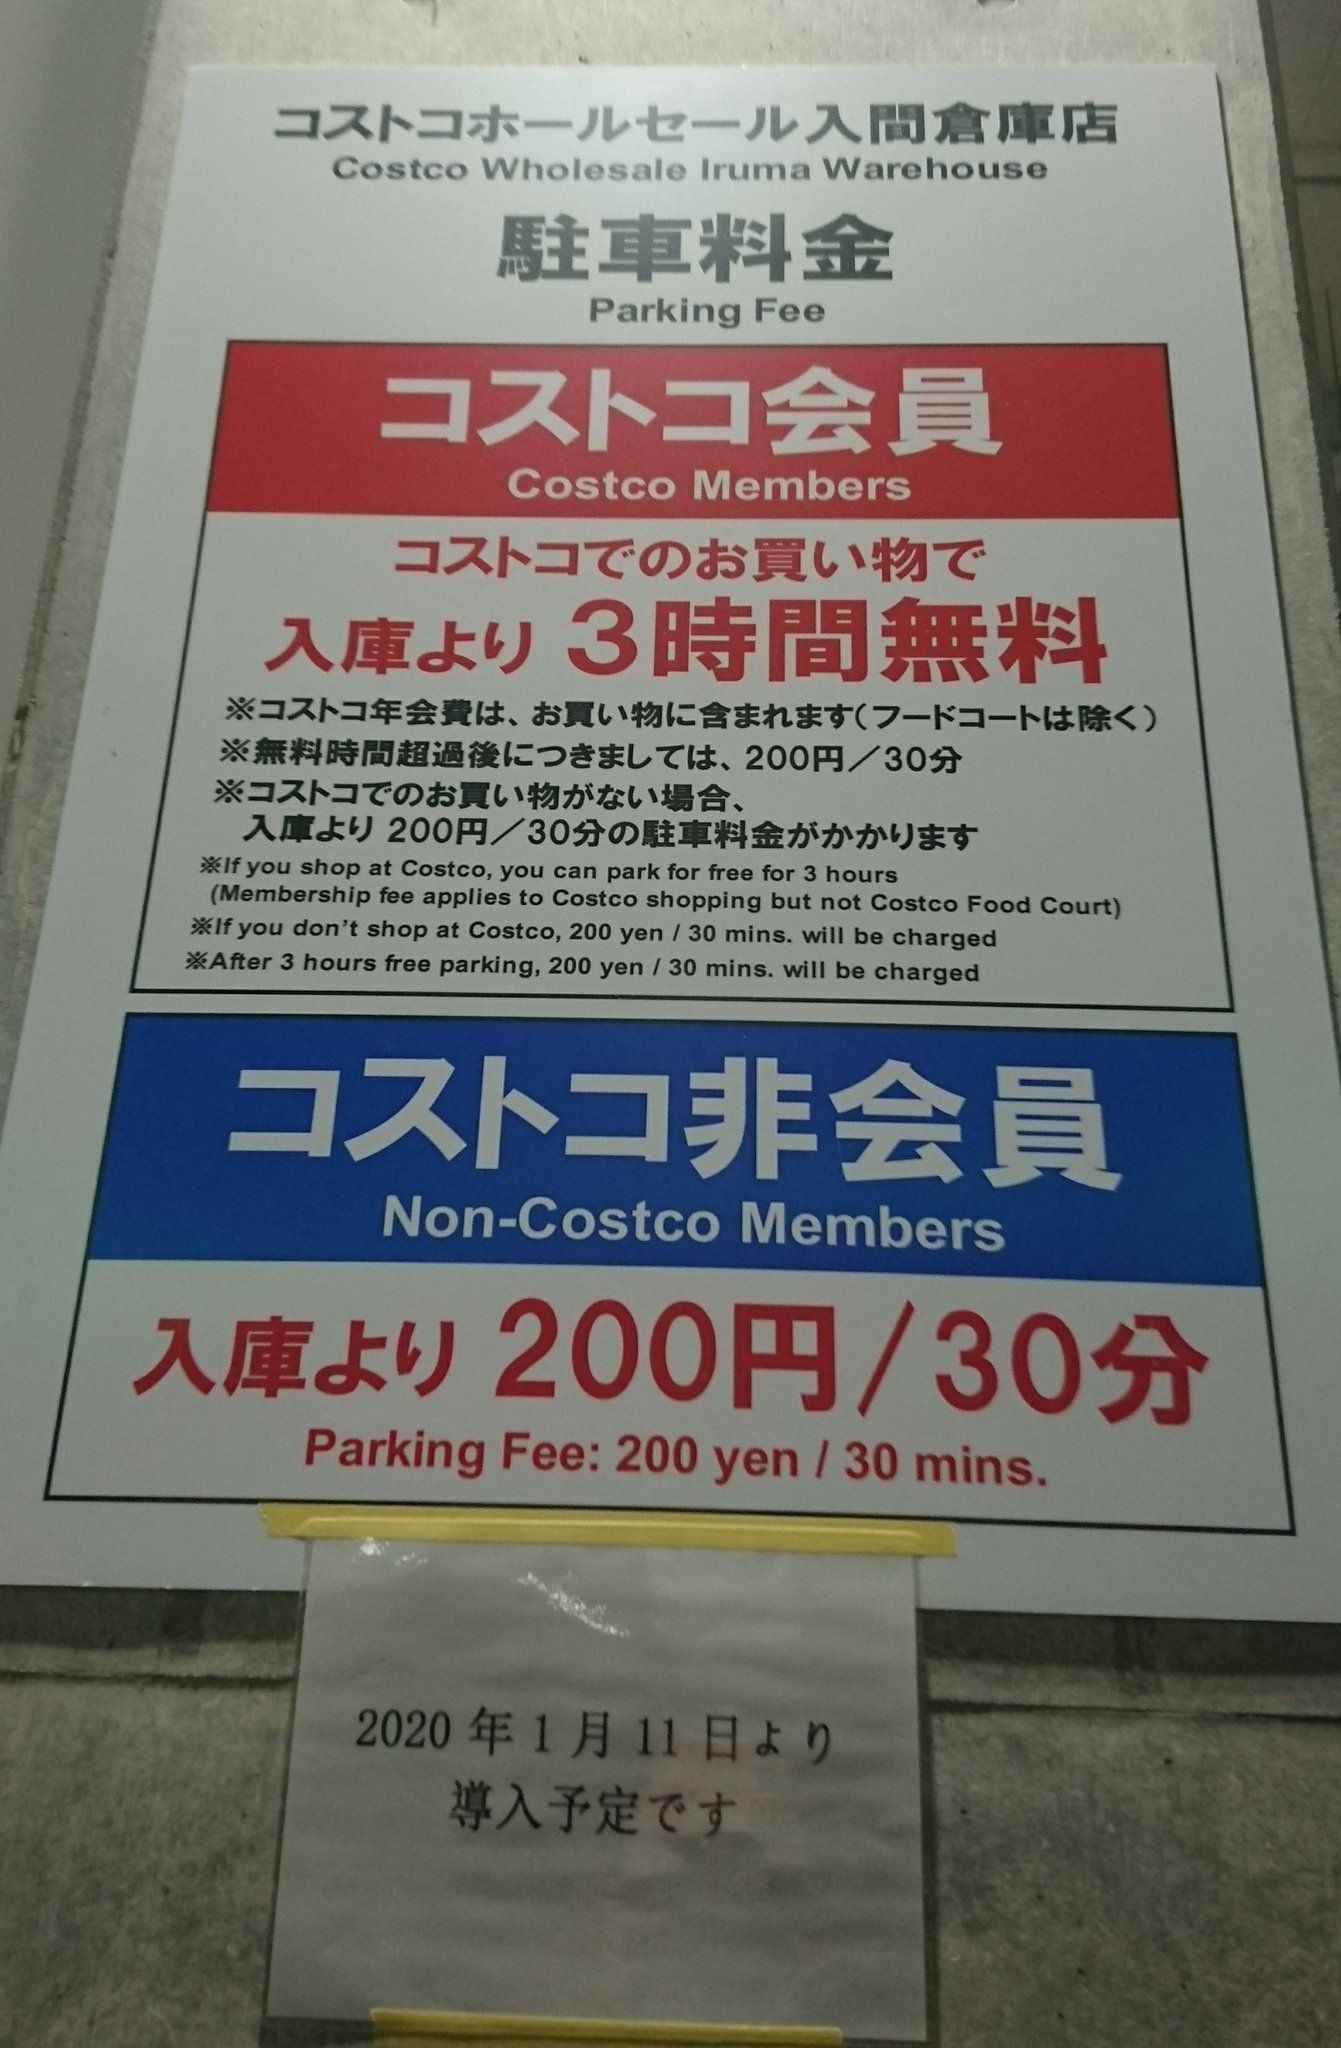 コストコホールセール入間倉庫店
Costco Wholesale Iruma Warehouse
駐車料金
Parking Fee
コストコ会員
Costco Members
コストコでのお買い物で
入庫より 3時間無料
※コストコ年会費は、お買い物に含まれます(フードコートは除く)
※無料時間超過後につきましては、200円／30分
※コストコでのお買い物がない場合、
入庫より 200円／30分の駐車料金がかかります
※If you shop at Costco, you can park for free for 3 hours
(Membership fee applies to Costco shopping but not Costco Food Court)
※If you don't shop at Costco, 200 yen / 30 mins. will be charged
※After 3 hours free parking, 200 yen / 30 mins. will be charged
コストコ非会員
Non-Costco Members
入庫より 200円/30分
Parking Fee: 200 yen / 30 mins.
2020年1月11日より
導入予定です